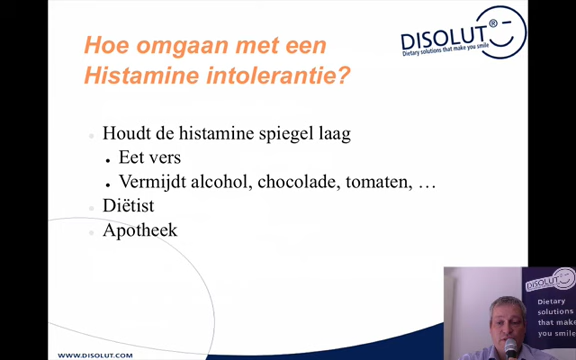 Hoe omgaan met een
Histamine intolerantie?
DISOLUT®
Dietary solutions that make you smile
Houdt de histamine spiegel laag
Eet vers
Vermijdt alcohol, chocolade, tomaten, …
Diëtist
Apotheek
WWW.DISOLUT.COM
DISOLUT
Dietary
solutions
that make
you smile